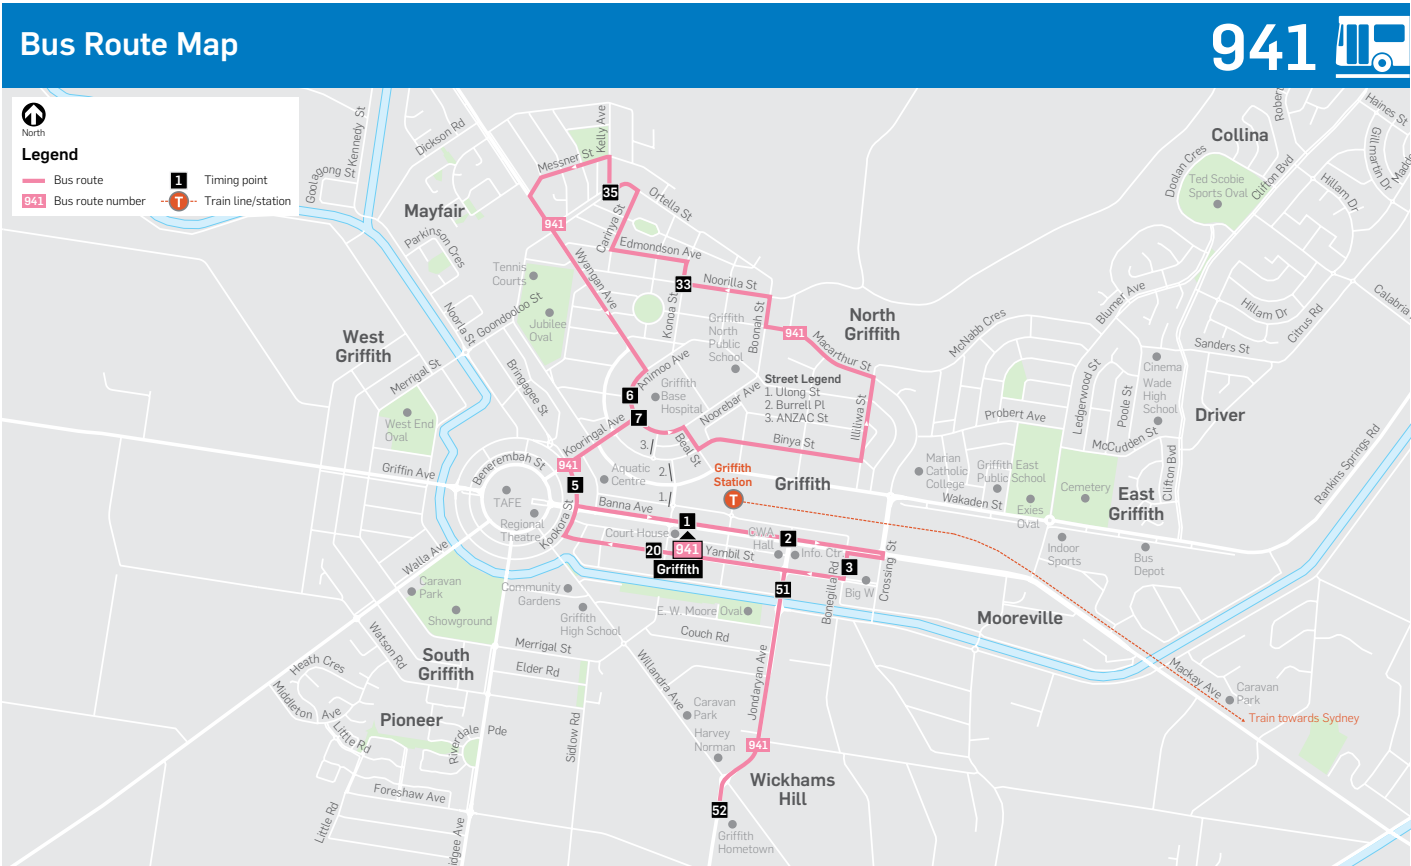 Bus Route Map
941
North
Legend
Bus route
1
Timing point
941
Bus route number
T
Train line/station
Dickson Rd
Kennedy St
Goolagong St
Mayfair
Parkinson Cres
Messner St
Kelly Ave
35
Ortella St
941
Carinya St
Edmondson Ave
Wyangan Ave
Tennis
Courts
33
Noorilla St
Goondooloo St
Noorla St
Jubilee
Oval
Konoa St
Griffith
North
Public
School
Boonah St
941
Macarthur St
North
Griffith
West
Griffith
Merrigal St
Bringagee St
Animoo Ave
Griffith
Base
Hospital
Noorebar Ave
Street Legend
1. Ulong St
2. Burrell Pl
3. ANZAC St
6
7
West End
Oval
Kooringal Ave
3.
Beal St
Binya St
Illiliwa St
Benerembah St
Griffin Ave
941
5
Aquatic
Centre
2.
1.
Griffith
Station
T
Griffith
TAFE
Regional
Theatre
Kookora St
Banna Ave
Court House
1
CWA
Hall
2
Info. Ctr
20
941
Griffith
Yambil St
3
Crossing St
Walla Ave
Caravan
Park
Showground
Community
Gardens
Griffith
High School
51
Bonegilla Rd
Big W
E. W. Moore Oval
Couch Rd
Mooreville
Watson Rd
South
Griffith
Merrigal St
Elder Rd
Willandra Ave
Jondaryan Ave
Heath Cres
Middleton Ave
Pioneer
Little Rd
Riverdale Pde
Sidlow Rd
Caravan
Park
Harvey
Norman
941
Wickhams
Hill
Foreshaw Ave
Little Rd
52
Griffith
Hometown
Collina
Doolan Cres
Ted Scobie
Sports Oval
Clifton Bvd
Haines St
Hillam Dr
Blumer Ave
Hillam Dr
Citrus Rd
McNabb Cres
Sanders St
Cinema
Wade
High
School
Driver
Ledgerwood St
Poole St
Probert Ave
McCudden St
Clifton Bvd
Rankins Springs Rd
Marian
Catholic
College
Griffith East
Public School
Cemetery
Wakaden St
Exies
Oval
East
Griffith
Indoor
Sports
Bus
Depot
Mackay Ave
Caravan
Park
Train towards Sydney
Gillmartin Dr